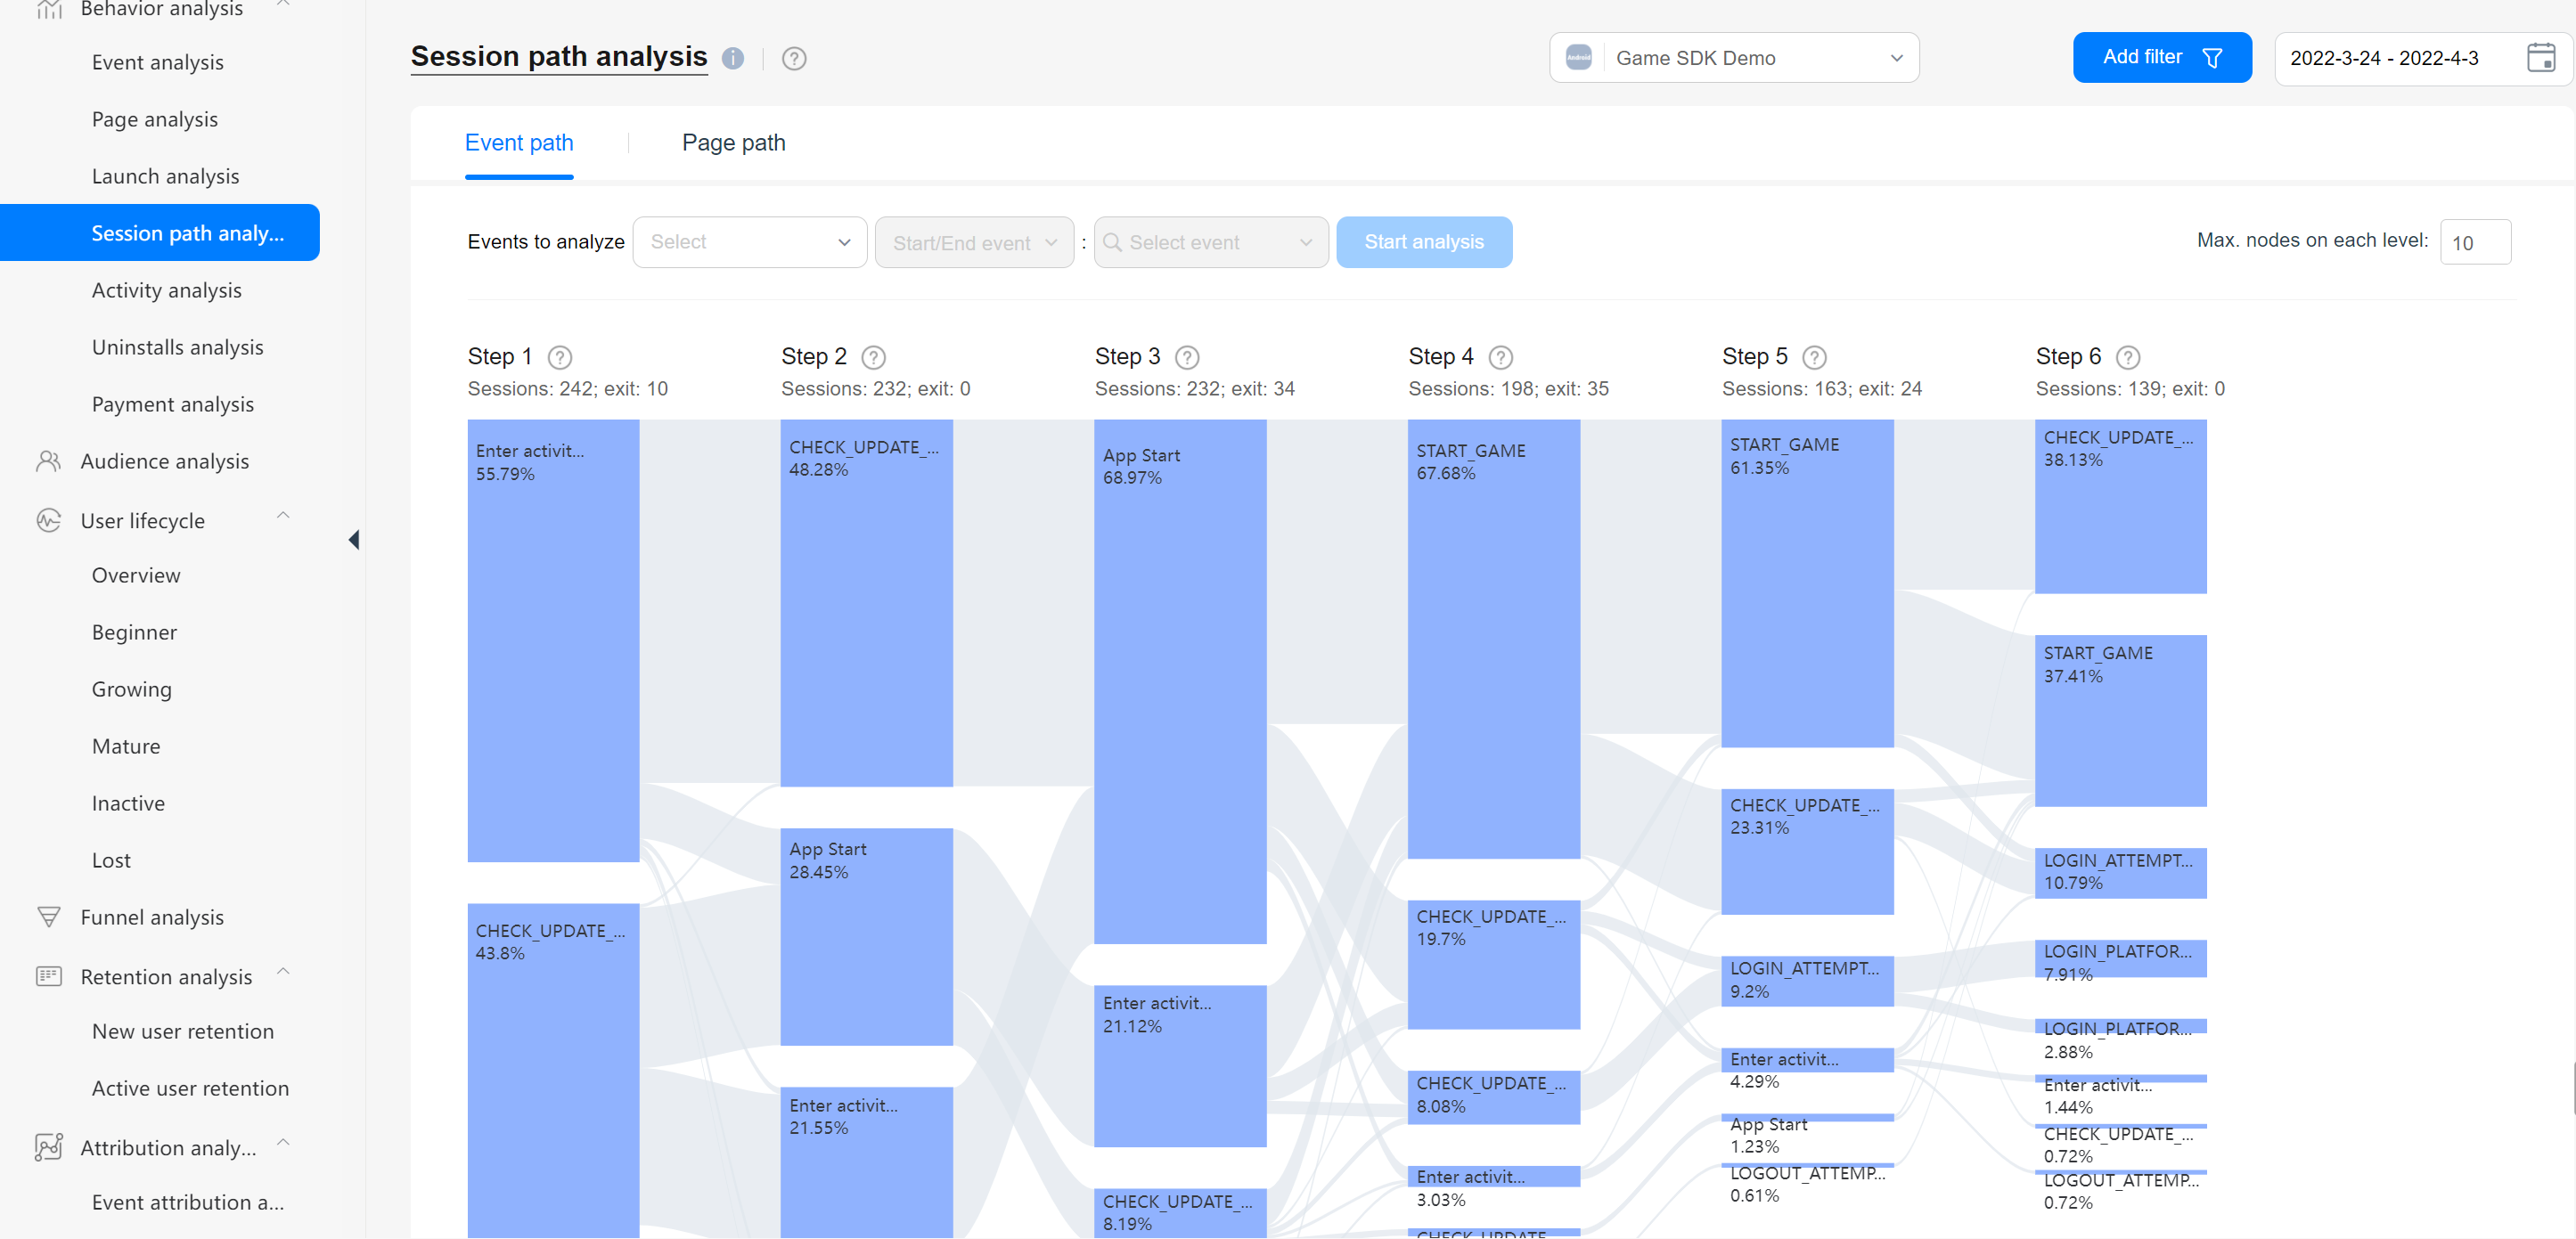 Behavior analysis
Event analysis
Page analysis
Launch analysis
Session path analy...
Activity analysis
Uninstalls analysis
Payment analysis
Audience analysis
User lifecycle
Overview
Beginner
Growing
Mature
Inactive
Lost
Funnel analysis
Retention analysis
New user retention
Active user retention
Attribution analy...
Event attribution a...
Session path analysis
Android
Game SDK Demo
Add filter
2022-3-24 - 2022-4-3
Event path
Page path
Events to analyze
Select
Start/End event
:
Select event
Start analysis
Max. nodes on each level:
10
Step 1
Sessions: 242; exit: 10
Enter activit...
55.79%
CHECK_UPDATE_...
43.8%
Step 2
Sessions: 232; exit: 0
CHECK_UPDATE_...
48.28%
App Start
28.45%
Enter activit...
21.55%
Step 3
Sessions: 232; exit: 34
App Start
68.97%
Enter activit...
21.12%
CHECK_UPDATE_...
8.19%
Step 4
Sessions: 198; exit: 35
START_GAME
67.68%
CHECK_UPDATE_...
19.7%
CHECK_UPDATE_...
8.08%
Enter activit...
3.03%
CHECK_UPDATE_...
Step 5
Sessions: 163; exit: 24
START_GAME
61.35%
CHECK_UPDATE_...
23.31%
LOGIN_ATTEMPT...
9.2%
Enter activit...
4.29%
App Start
1.23%
LOGOUT_ATTEMP...
0.61%
Step 6
Sessions: 139; exit: 0
CHECK_UPDATE_...
38.13%
START_GAME
37.41%
LOGIN_ATTEMPT...
10.79%
LOGIN_PLATFOR...
7.91%
LOGIN_PLATFOR...
2.88%
Enter activit...
1.44%
CHECK_UPDATE_...
0.72%
LOGOUT_ATTEMP...
0.72%